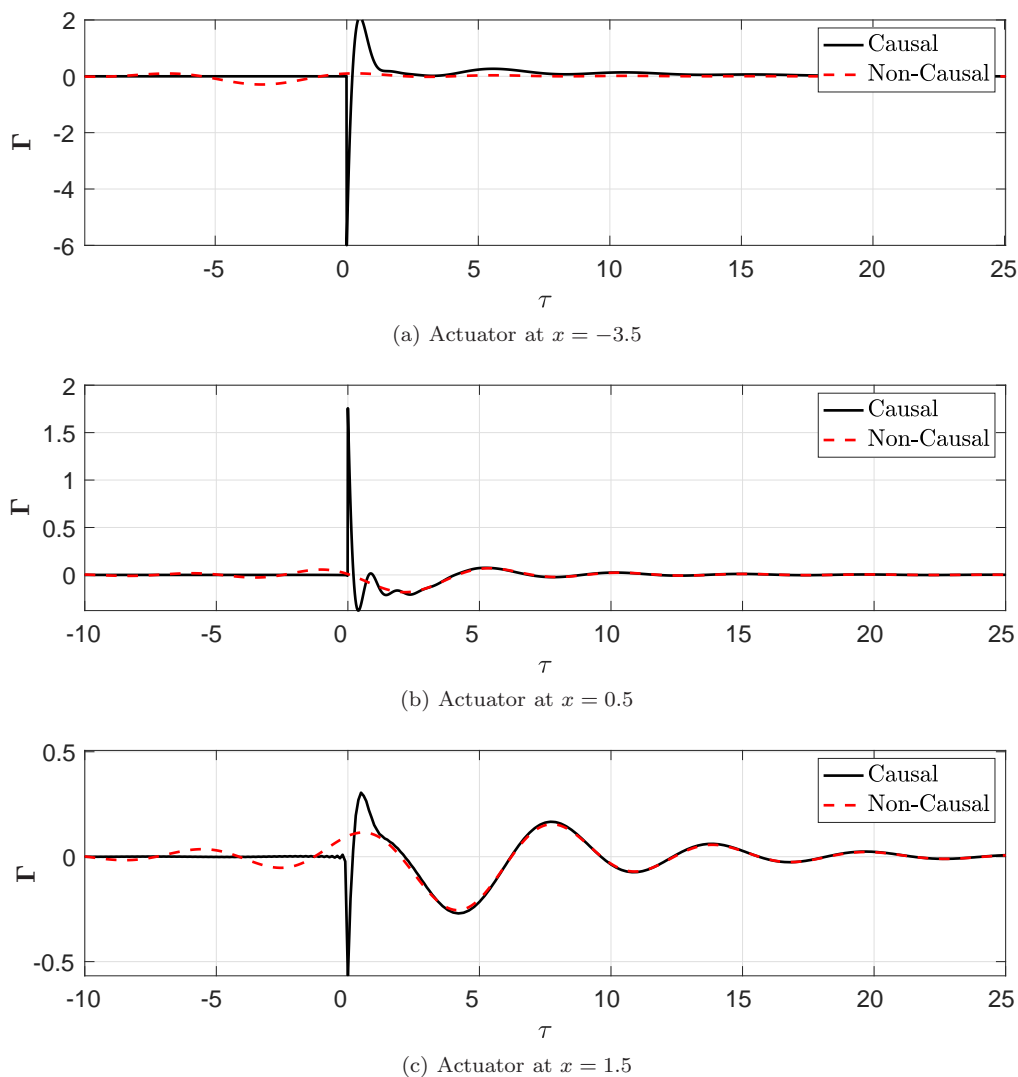 2
0
-2
-4
-6
Γ
Causal
Non-Causal
-5 0 5 10 15 20 25
τ
(a) Actuator at x = −3.5
2
1.5
1
0.5
0
Γ
Causal
Non-Causal
-10 -5 0 5 10 15 20 25
τ
(b) Actuator at x = 0.5
0.5
0
-0.5
Γ
Causal
Non-Causal
-10 -5 0 5 10 15 20 25
τ
(c) Actuator at x = 1.5